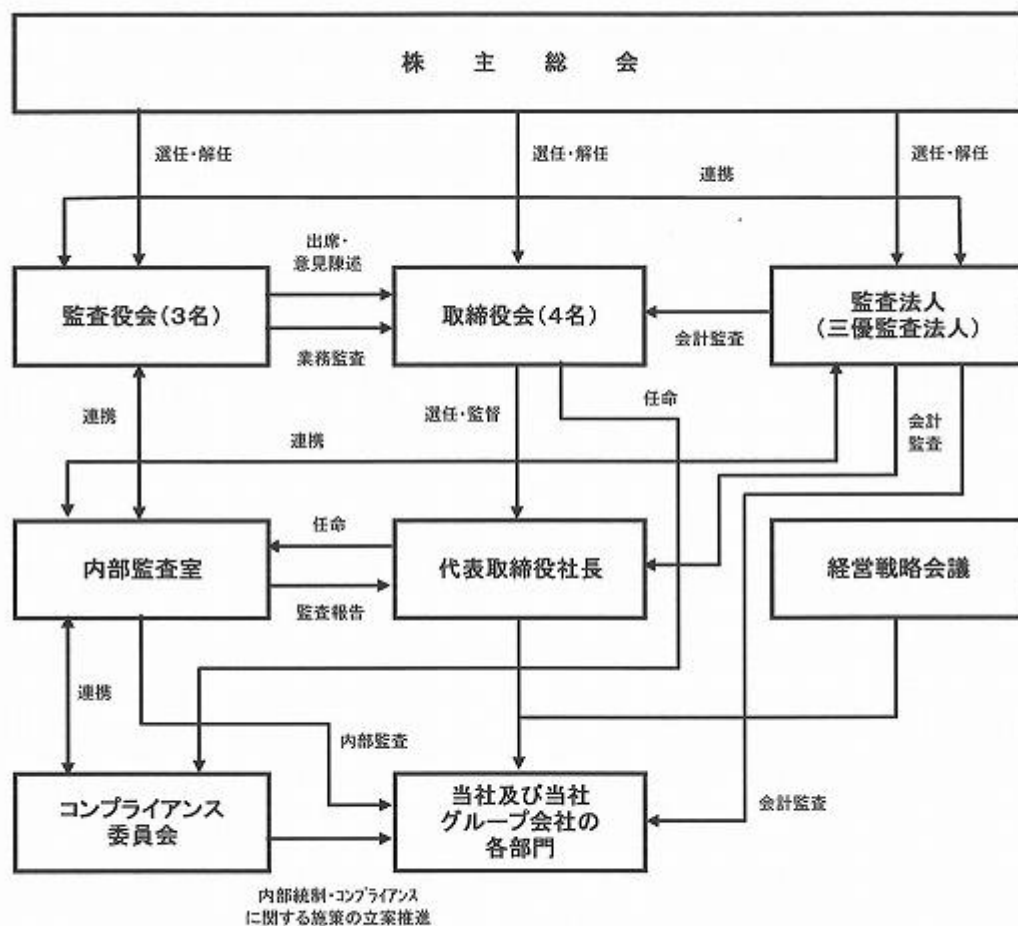 株 主 総 会
選任・解任
選任・解任
選任・解任
連携
出席・
意見陳述
監査役会(3名)
取締役会(4名)
監査法人
(三優監査法人)
会計監査
業務監査
連携
選任・監督
任命
会計
監査
連携
内部監査室
任命
代表取締役社長
経営戦略会議
監査報告
連携
内部監査
コンプライアンス
委員会
当社及び当社
グループ会社の
各部門
会計監査
内部統制・コンプライアンス
に関する施策の立案推進